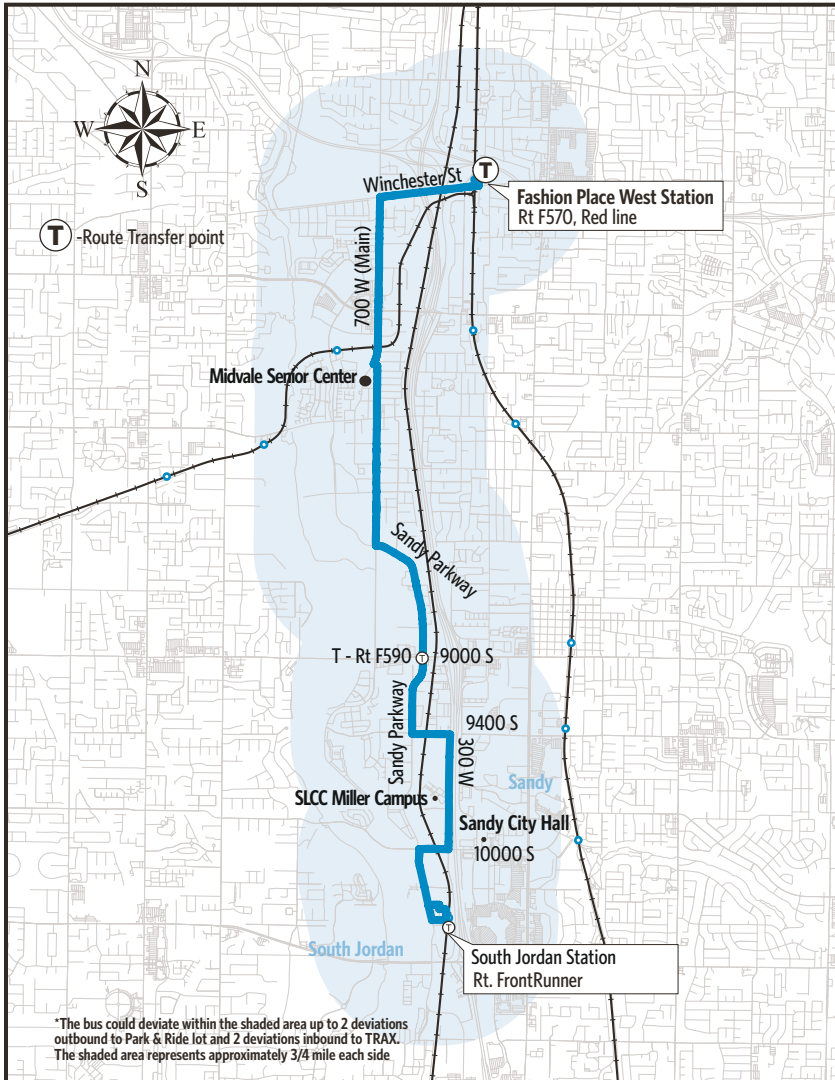 N
W
E
S
T
Winchester St
Fashion Place West Station
Rt F570, Red line
T
-Route Transfer point
700 W (Main)
Midvale Senior Center
Sandy Parkway
T - Rt F590
T
9000 S
Sandy Parkway
9400 S
300 W
Sandy
SLCC Miller Campus
Sandy City Hall
10000 S
T
South Jordan
South Jordan Station
Rt. FrontRunner
*The bus could deviate within the shaded area up to 2 deviations
outbound to Park & Ride lot and 2 deviations inbound to TRAX.
The shaded area represents approximately 3/4 mile each side